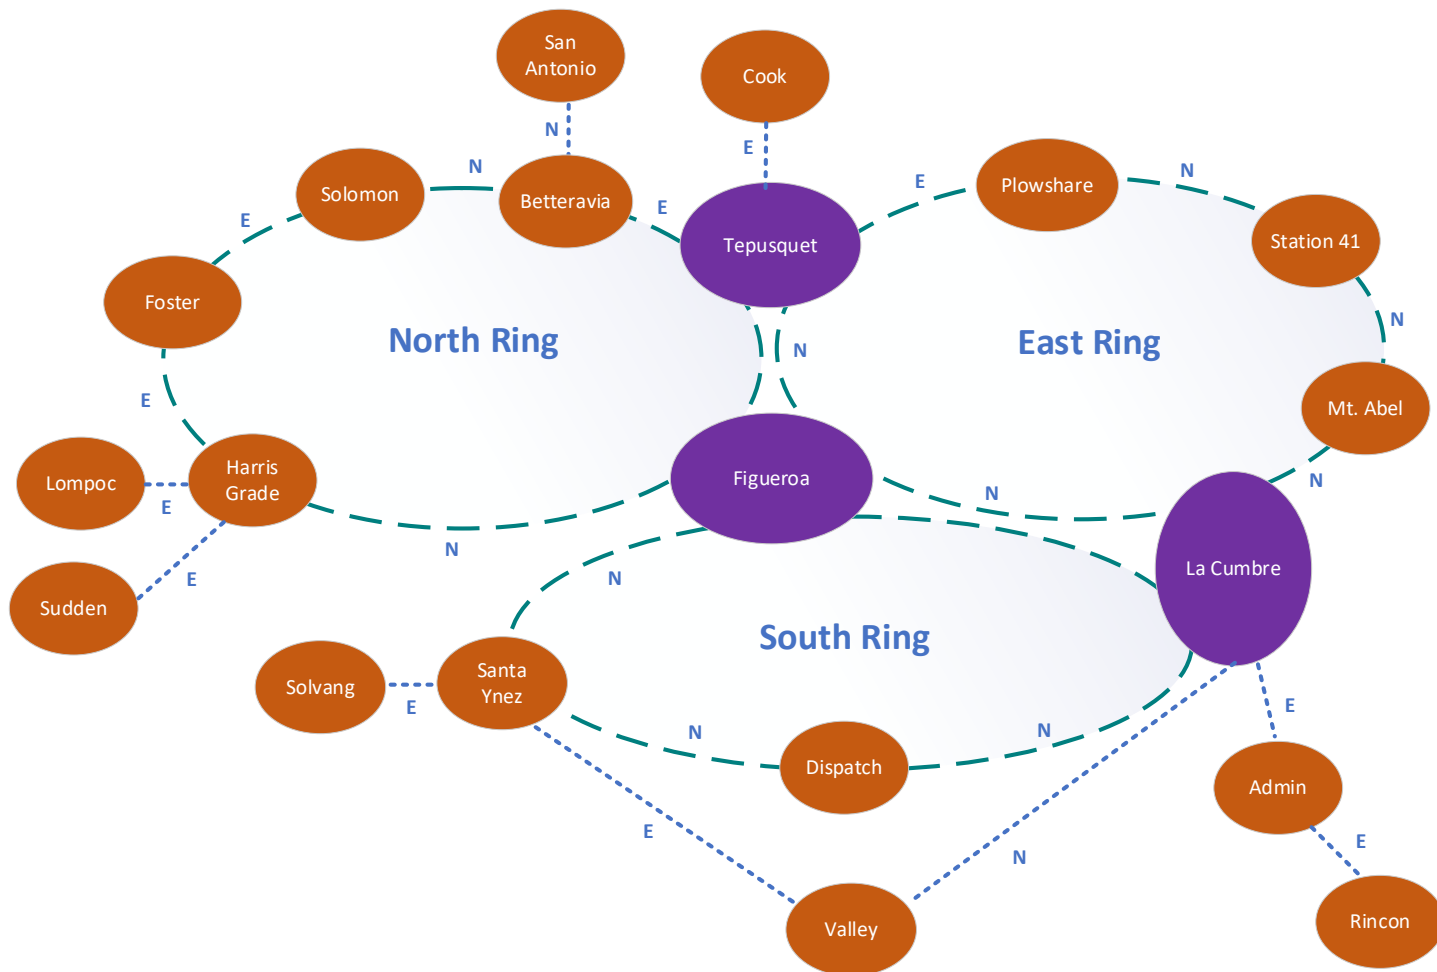 San
Antonio
Cook
N
E
Solomon
N
Betteravia
E
E
Tepusquet
E
Plowshare
N
Station 41
Foster
North Ring
N
East Ring
N
E
Mt. Abel
Lompoc
E
Harris
Grade
Figueroa
N
N
N
La Cumbre
Sudden
E
N
South Ring
Solvang
E
Santa
Ynez
N
Dispatch
N
E
Admin
E
N
E
Valley
Rincon